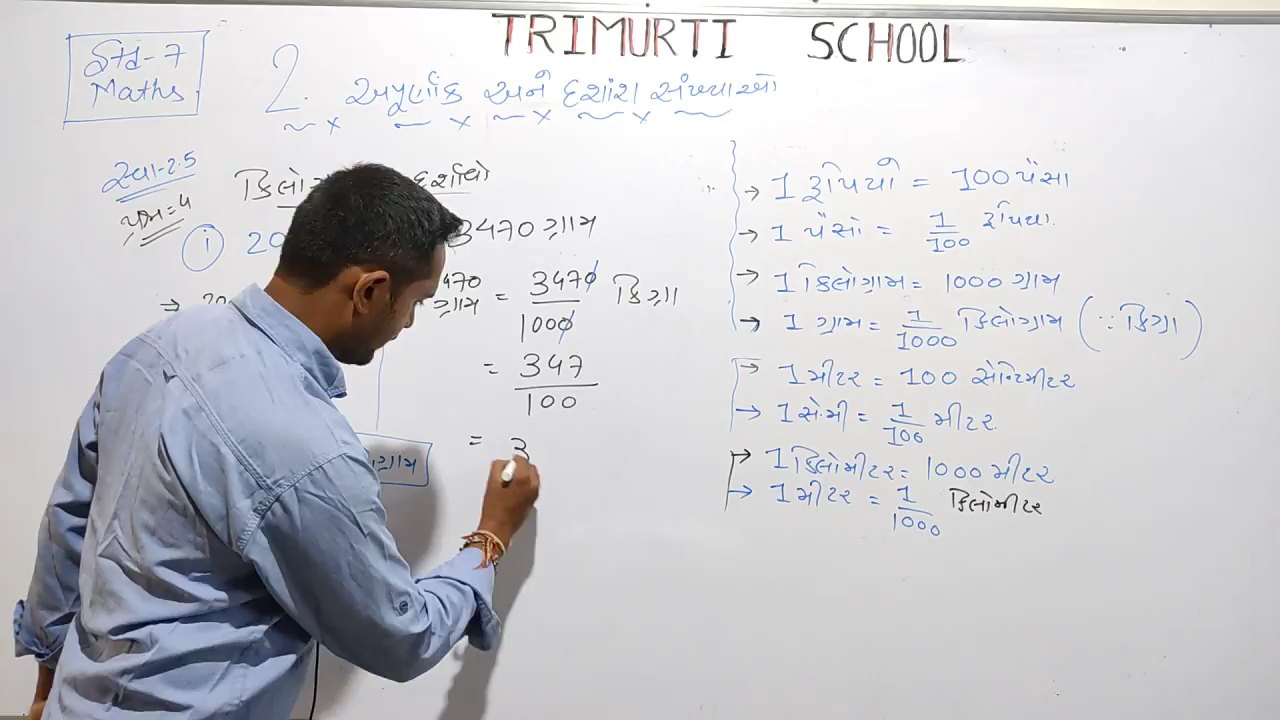 TRIMURTI SCHOOL
Std-7
Maths
2. અપૂર્ણાંક અને દશાંશ સંખ્યાઓ
સ્વા-2.5
પ્રશ્ન=4
દર્શાવો
i 20
3470 ગ્રામ
3470 ગ્રામ = 3470/1000 કિગ્રા
= 347/100
= 3
ગ્રામ
→ 1 રૂપિયો = 100 પૈસા
→ 1 પૈસો = 1/100 રૂપિયા
→ 1 કિલોગ્રામ = 1000 ગ્રામ
→ 1 ગ્રામ = 1/1000 કિલોગ્રામ (∵ કિગ્રા)
→ 1 મીટર = 100 સેન્ટિમીટર
→ 1 સે.મી = 1/100 મીટર
→ 1 કિલોમીટર = 1000 મીટર
→ 1 મીટર = 1/1000 કિલોમીટર